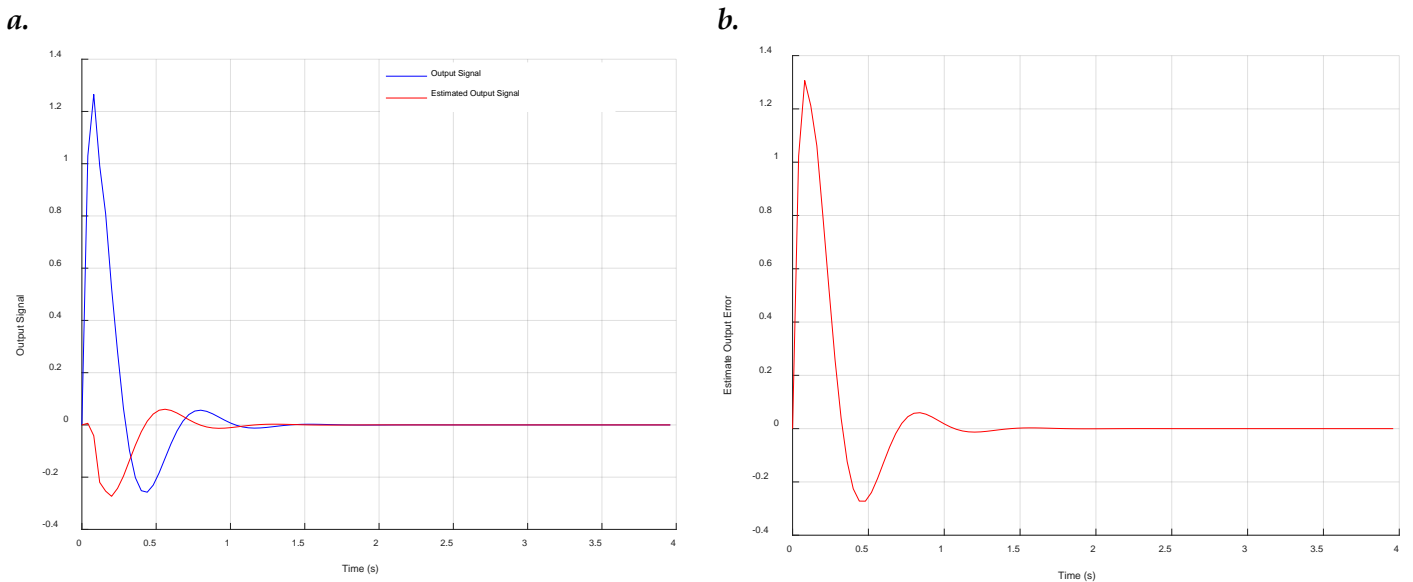 a.
1.4
1.2
1
0.8
0.6
0.4
0.2
0
-0.2
-0.4
Output Signal
Output Signal
Estimated Output Signal
0 0.5 1 1.5 2 2.5 3 3.5 4
Time (s)
b.
1.4
1.2
1
0.8
0.6
0.4
0.2
0
-0.2
-0.4
Estimate Output Error
0 0.5 1 1.5 2 2.5 3 3.5 4
Time (s)